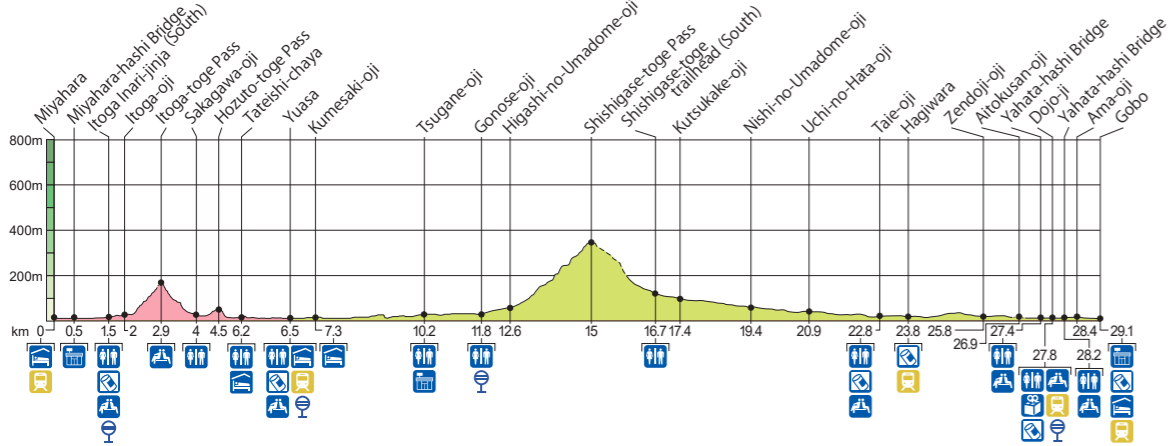 Miyahara
Miyahara-hashi Bridge
Itoga Inari-jinja (South)
Itoga-oji
Itoga-toge Pass
Sakagawa-oji
Hozuto-toge Pass
Tateishi-chaya
Yuasa
Kumesaki-oji
Tsugane-oji
Gonose-oji
Higashi-no-Umadome-oji
Shishigase-toge Pass
Shishigase-toge
trailhead (South)
Kutsukake-oji
Nishi-no-Umadome-oji
Uchi-no-Hata-oji
Taie-oji
Hagiwara
Zendoji-oji
Aitokusan-oji
Yahata-hashi Bridge
Dojo-ji
Yahata-hashi Bridge
Ama-oji
Gobo
800m
600m
400m
200m
km 0 0.5 1.5 2 2.9 4 4.5 6.2 6.5 7.3 10.2 11.8 12.6 15 16.7 17.4 19.4 20.9 22.8 23.8 25.8 27.4 28.4 29.1
26.9 27.8 28.2